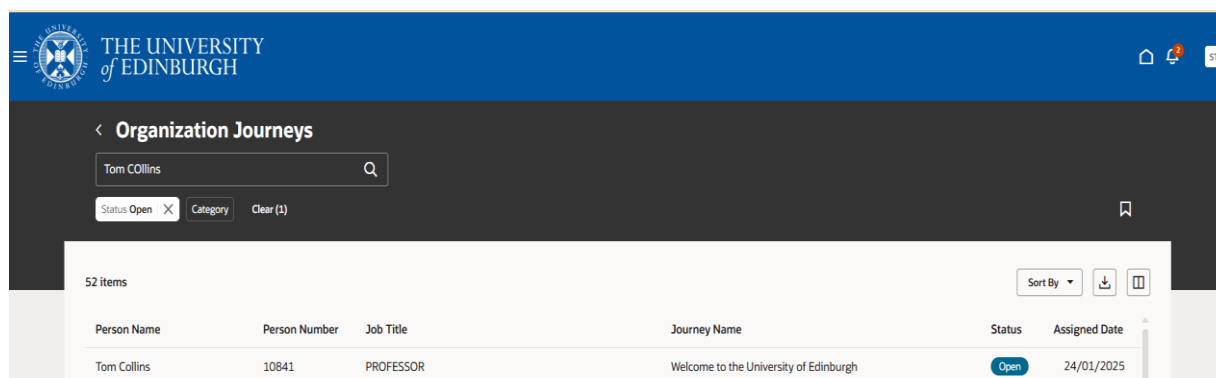 THE UNIVERSITY
of EDINBURGH
2
ST
Organization Journeys
Tom COllins
Status Open Category Clear (1)
52 items Sort By
Person Name Person Number Job Title Journey Name Status Assigned Date
Tom Collins 10841 PROFESSOR Welcome to the University of Edinburgh Open 24/01/2025